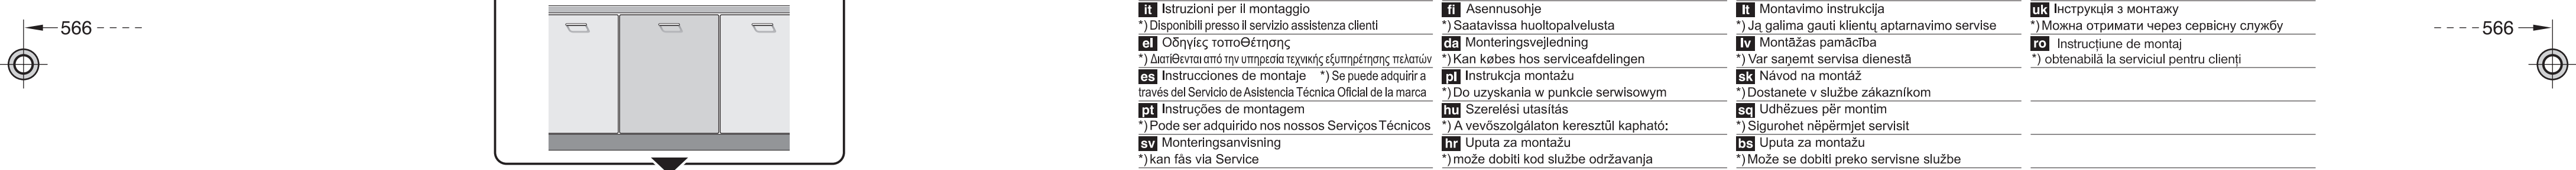 566
it Istruzioni per il montaggio
*) Disponibili presso il servizio assistenza clienti
el Οδηγίες τοποθέτησης
*) Διατίθενται από την υπηρεσία τεχνικής εξυπηρέτησης πελατών
es Instrucciones de montaje *) Se puede adquirir a
través del Servicio de Asistencia Técnica Oficial de la marca
pt Instruções de montagem
*) Pode ser adquirido nos nossos Serviços Técnicos
sv Monteringsanvisning
*) kan fås via Service
fi Asennusohje
*) Saatavissa huoltopalvelusta
da Monteringsvejledning
*) Kan købes hos serviceafdelingen
pl Instrukcja montażu
*) Do uzyskania w punkcie serwisowym
hu Szerelési utasítás
*) A vevőszolgálaton keresztűl kapható:
hr Uputa za montažu
*) može dobiti kod službe održavanja
lt Montavimo instrukcija
*) Ją galima gauti klientų aptarnavimo servise
lv Montāžas pamācība
*) Var saņemt servisa dienestā
sk Návod na montáž
*) Dostanete v službe zákazníkom
sq Udhëzues për montim
*) Sigurohet nëpërmjet servisit
bs Uputa za montažu
*) Može se dobiti preko servisne službe
uk Інструкція з монтажу
*) Можна отримати через сервісну службу
ro Instrucțiune de montaj
*) obtenabilă la serviciul pentru clienți
566